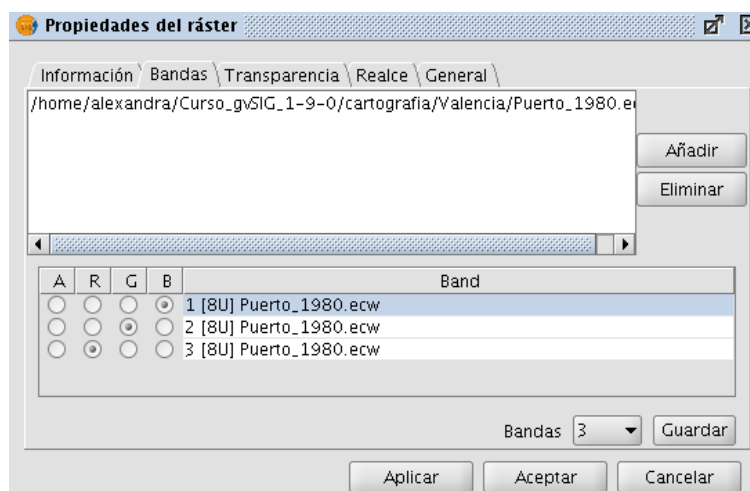 Propiedades del ráster
Información Bandas Transparencia Realce General
/home/alexandra/Curso_gvSIG_1-9-0/cartografia/Valencia/Puerto_1980.e
Añadir
Eliminar
A R G B Band
1 [8U] Puerto_1980.ecw
2 [8U] Puerto_1980.ecw
3 [8U] Puerto_1980.ecw
Bandas 3 Guardar
Aplicar Aceptar Cancelar